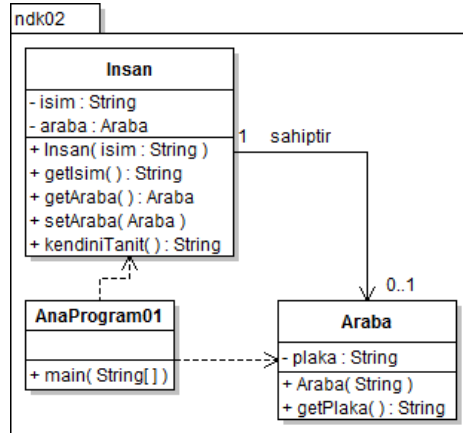 ndk02
Insan
- isim : String
- araba : Araba
+ Insan( isim : String )
+ getIsim( ) : String
+ getAraba( ) : Araba
+ setAraba( Araba )
+ kendiniTanit( ) : String
1 sahiptir
0..1
AnaProgram01
+ main( String[ ] )
Araba
- plaka : String
+ Araba( String )
+ getPlaka( ) : String